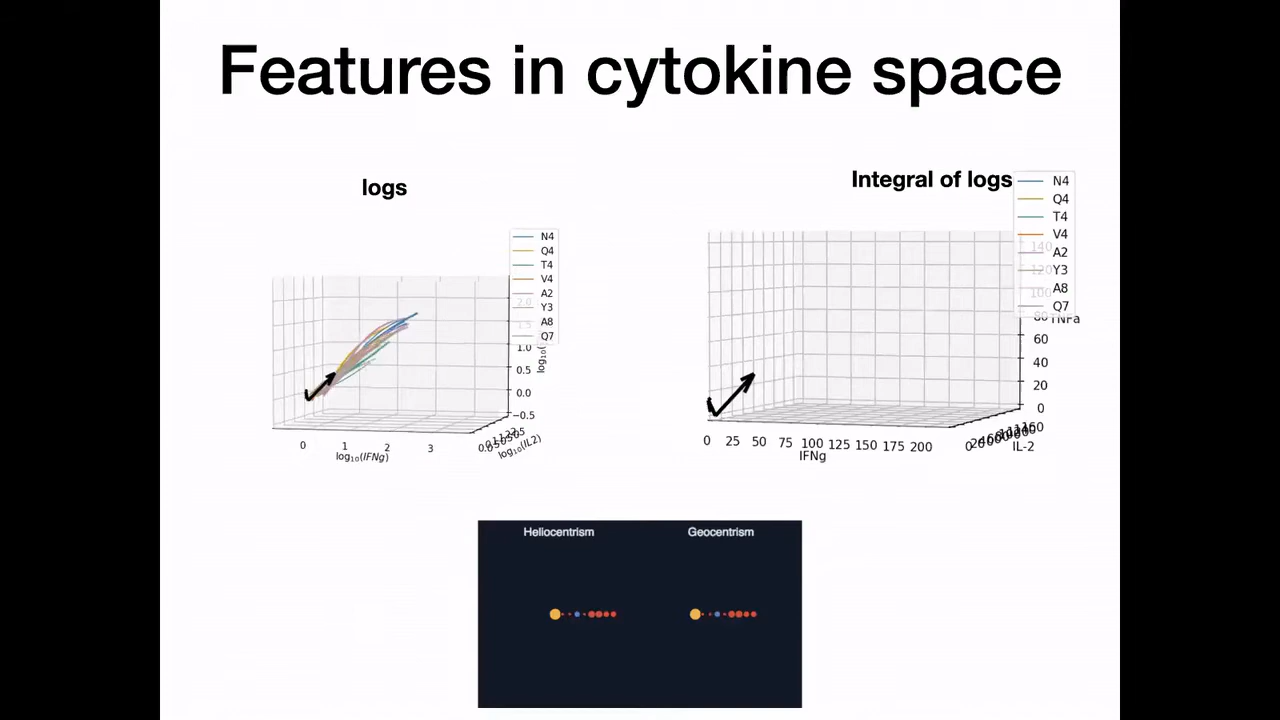 Features in cytokine space
logs
N4
Q4
T4
V4
A2
Y3
A8
Q7
2.0
1.5
1.0
0.5
0.0
−0.5
0
1
2
3
log10(IFNg)
log10(IL2)
Integral of logs
N4
Q4
T4
V4
A2
Y3
A8
Q7
140
120
100
80
60
40
20
0
TNFa
0 25 50 75 100 125 150 175 200
IFNg
IL-2
Heliocentrism
Geocentrism